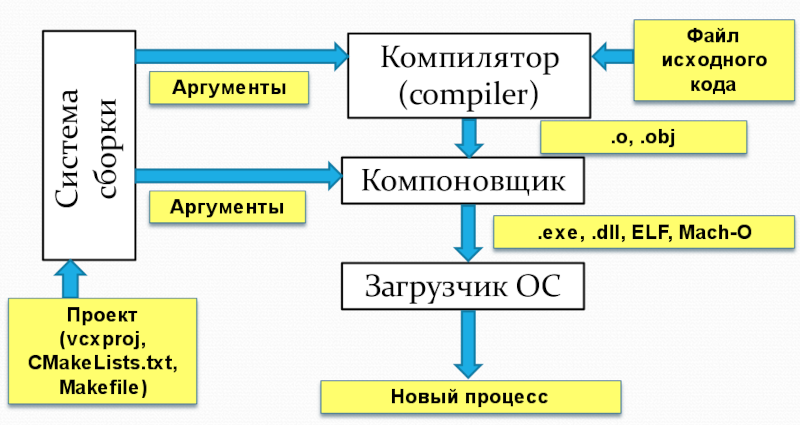 Система
сборки
Аргументы
Компилятор
(compiler)
Файл
исходного
кода
.o, .obj
Аргументы
Компоновщик
.exe, .dll, ELF, Mach-O
Загрузчик ОС
Проект
(vcxproj,
CMakeLists.txt,
Makefile)
Новый процесс